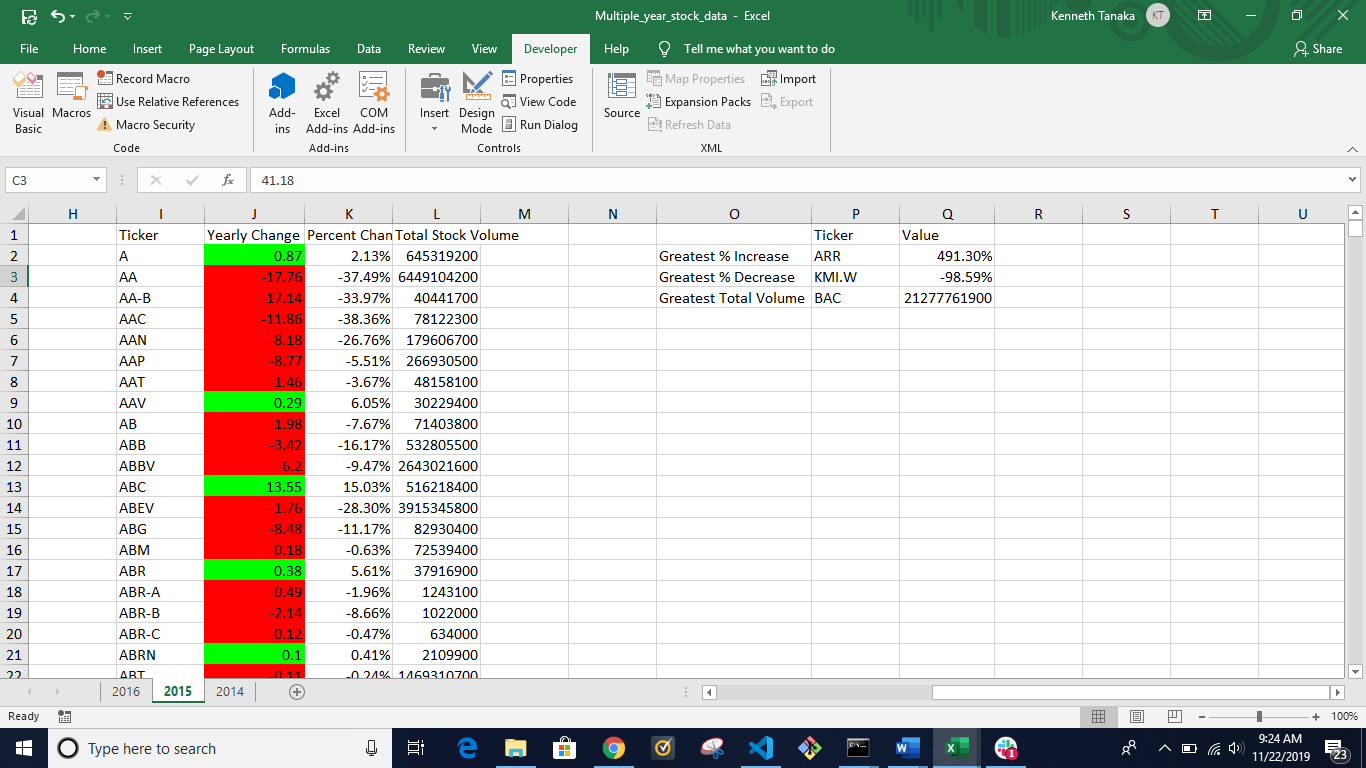 Multiple_year_stock_data - Excel
Kenneth Tanaka KT
File Home Insert Page Layout Formulas Data Review View Developer Help Tell me what you want to do Share
Visual Basic
Macros
Record Macro
Use Relative References
Macro Security
Code
Add-ins
Excel Add-ins
COM Add-ins
Add-ins
Insert
Design Mode
Properties
View Code
Run Dialog
Controls
Source
Map Properties
Expansion Packs
Refresh Data
Import
Export
XML
C3 fx 41.18
H I J K L M N O P Q R S T U
1 Ticker Yearly Change Percent Chan Total Stock Volume Ticker Value
2 A 0.87 2.13% 645319200 Greatest % Increase ARR 491.30%
3 AA -17.76 -37.49% 6449104200 Greatest % Decrease KMI.W -98.59%
4 AA-B -17.14 -33.97% 40441700 Greatest Total Volume BAC 21277761900
5 AAC -11.86 -38.36% 78122300
6 AAN -8.18 -26.76% 179606700
7 AAP -8.77 -5.51% 266930500
8 AAT -1.46 -3.67% 48158100
9 AAV 0.29 6.05% 30229400
10 AB -1.98 -7.67% 71403800
11 ABB -3.42 -16.17% 532805500
12 ABBV -6.2 -9.47% 2643021600
13 ABC 13.55 15.03% 516218400
14 ABEV -1.76 -28.30% 3915345800
15 ABG -8.48 -11.17% 82930400
16 ABM -0.18 -0.63% 72539400
17 ABR 0.38 5.61% 37916900
18 ABR-A -0.49 -1.96% 1243100
19 ABR-B -2.14 -8.66% 1022000
20 ABR-C -0.12 -0.47% 634000
21 ABRN 0.1 0.41% 2109900
22 ABT -0.11 -0.24% 1469310700
2016 2015 2014
Ready 100%
Type here to search
9:24 AM
11/22/2019
23
1